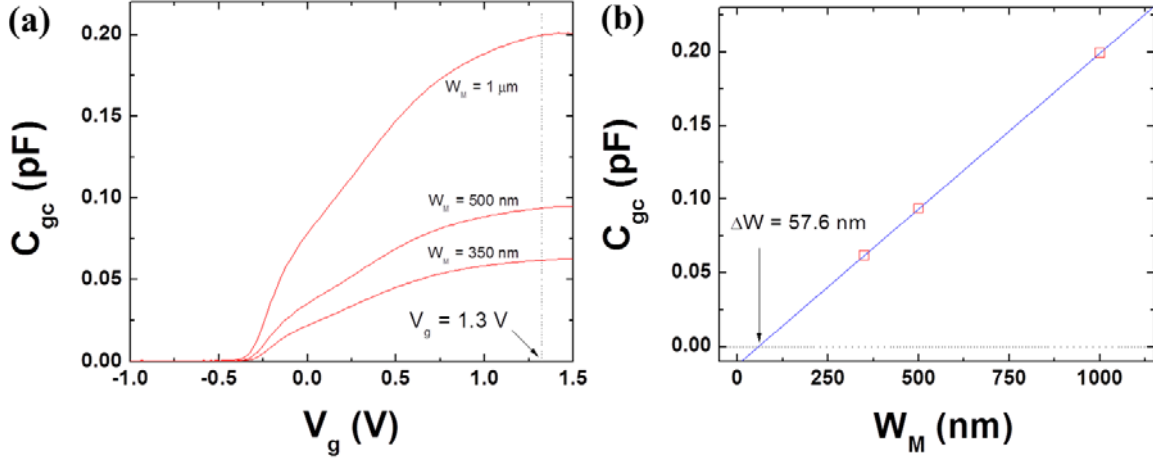 (a)
C_gc (pF)
0.20
0.15
0.10
0.05
0.00
W_M = 1 μm
W_M = 500 nm
W_M = 350 nm
V_g = 1.3 V
-1.0 -0.5 0.0 0.5 1.0 1.5
V_g (V)
(b)
C_gc (pF)
0.20
0.15
0.10
0.05
0.00
ΔW = 57.6 nm
0 250 500 750 1000
W_M (nm)